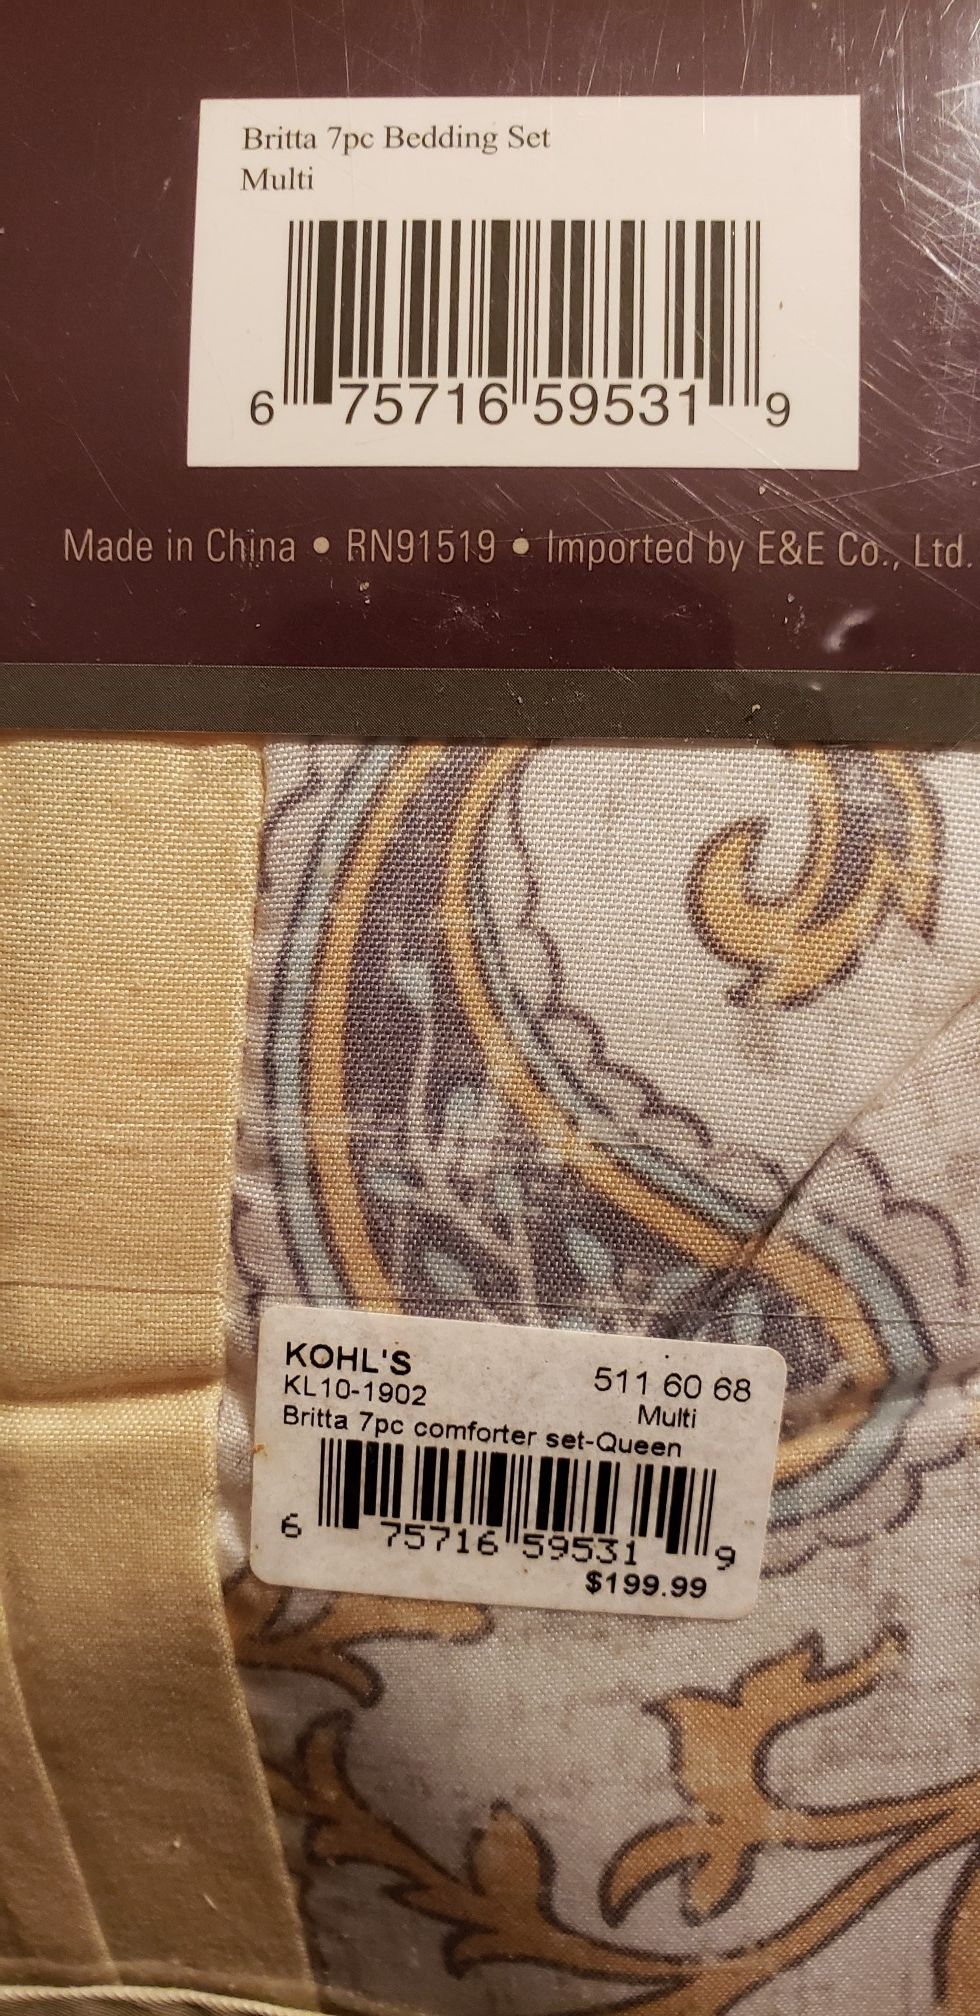 Britta 7pc Bedding Set
Multi
6 75716 59531 9
Made in China • RN91519 • Imported by E&E Co., Ltd.
KOHL'S
KL10-1902 511 60 68
Multi
Britta 7pc comforter set-Queen
6 75716 59531 9
$199.99